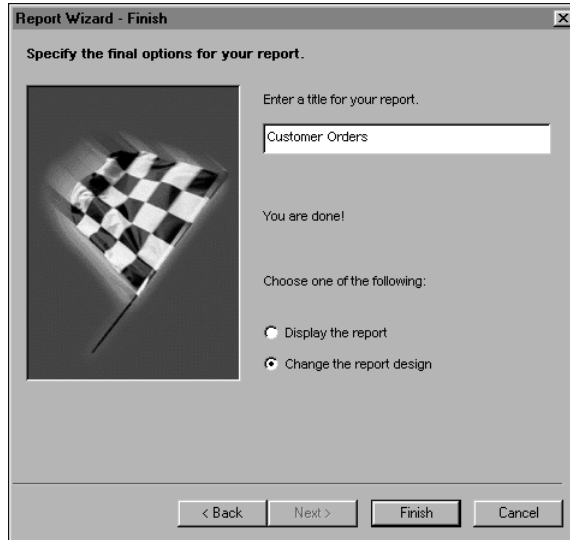 Report Wizard - Finish
Specify the final options for your report.
Enter a title for your report.
Customer Orders
You are done!
Choose one of the following:
Display the report
Change the report design
< Back Next > Finish Cancel